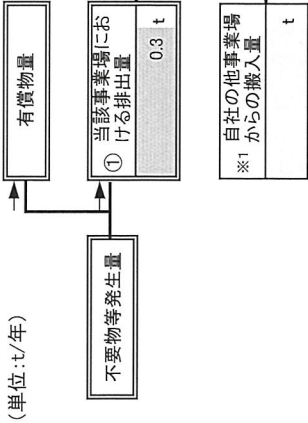 (単位:t/年)
不要物等発生量
有償物量
① 当該事業場にお
ける排出量
0.3 t
※1 自社の他事業場
からの搬入量
t